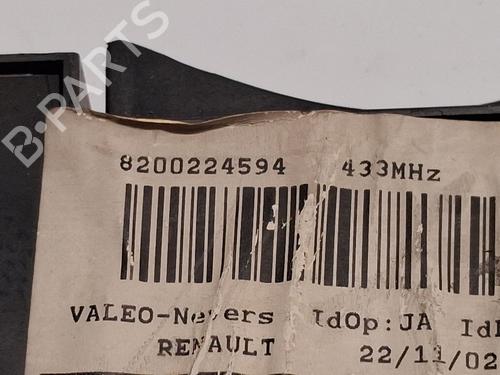 B-PARTS
8200224594 433MHz
VALEO-Nevers IdOp:JA
RENAULT 22/11/02